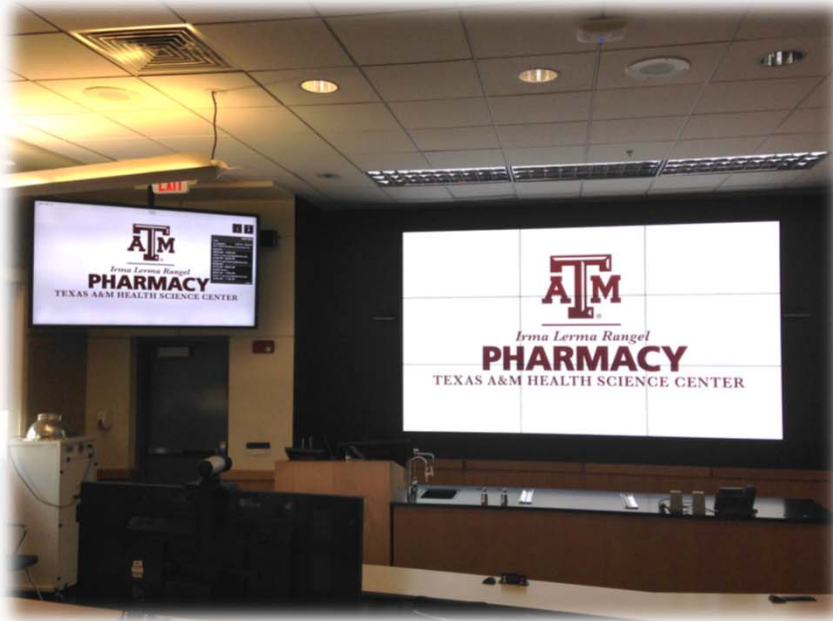 EXIT
ATM
Irma Lerma Rangel
PHARMACY
TEXAS A&M HEALTH SCIENCE CENTER
ATM
Irma Lerma Rangel
PHARMACY
TEXAS A&M HEALTH SCIENCE CENTER